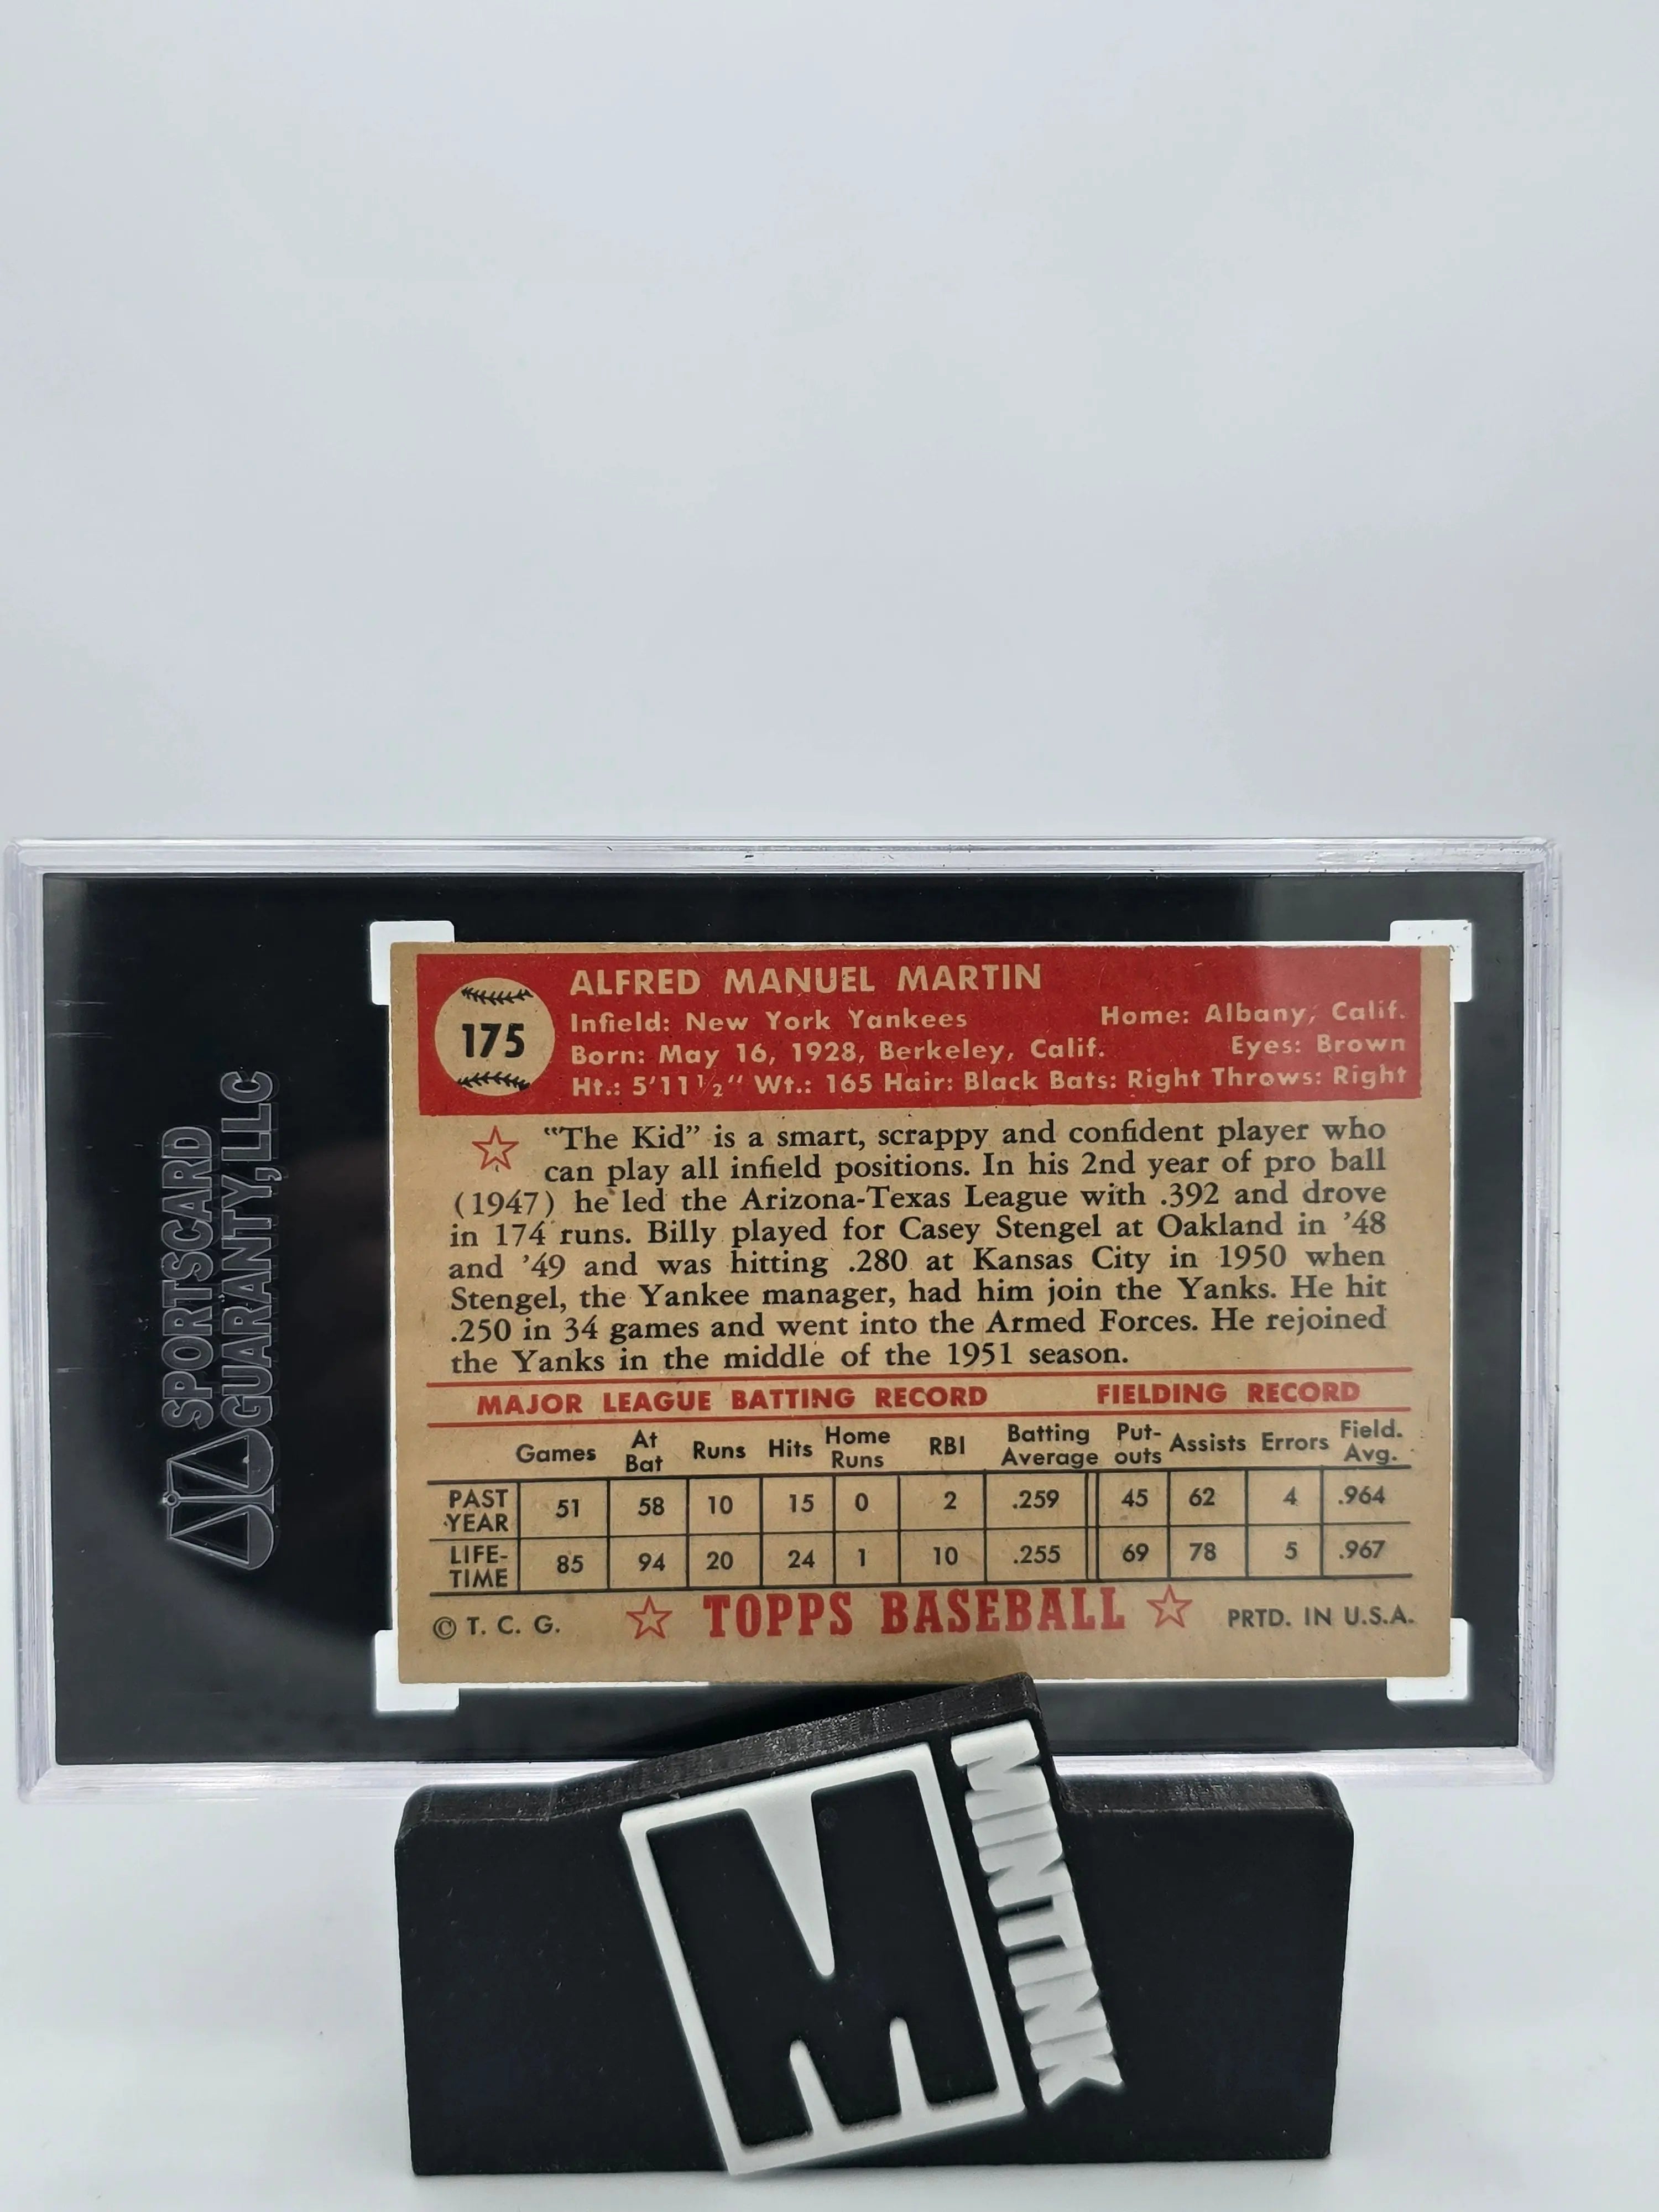 SPORTSCARD
GUARANTY, LLC
175
ALFRED MANUEL MARTIN
Infield: New York Yankees Home: Albany, Calif.
Born: May 16, 1928, Berkeley, Calif. Eyes: Brown
Ht.: 5'11½" Wt.: 165 Hair: Black Bats: Right Throws: Right
"The Kid" is a smart, scrappy and confident player who
can play all infield positions. In his 2nd year of pro ball
(1947) he led the Arizona-Texas League with .392 and drove
in 174 runs. Billy played for Casey Stengel at Oakland in '48
and '49 and was hitting .280 at Kansas City in 1950 when
Stengel, the Yankee manager, had him join the Yanks. He hit
.250 in 34 games and went into the Armed Forces. He rejoined
the Yanks in the middle of the 1951 season.
MAJOR LEAGUE BATTING RECORD FIELDING RECORD
Games At Bat Runs Hits Home Runs RBI Batting Average Put-outs Assists Errors Field. Avg.
PAST YEAR 51 58 10 15 0 2 .259 45 62 4 .964
LIFE-TIME 85 94 20 24 1 10 .255 69 78 5 .967
© T. C. G. TOPPS BASEBALL PRTD. IN U.S.A.
M
MINTINK